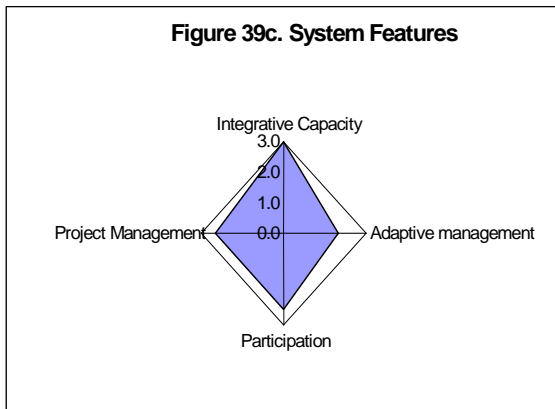 Figure 39c. System Features
Integrative Capacity
3.0
2.0
1.0
Project Management
0.0
Adaptive management
Participation